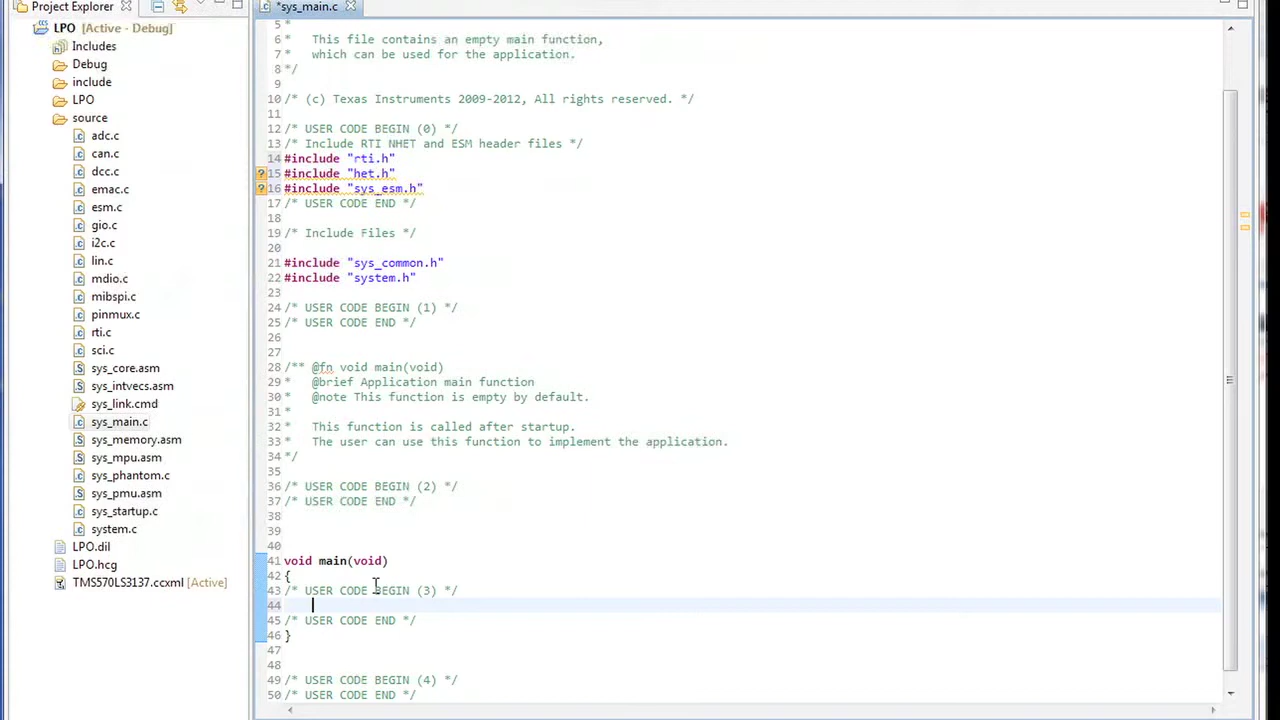 Project Explorer
LPO [Active - Debug]
Includes
Debug
include
LPO
source
adc.c
can.c
dcc.c
emac.c
esm.c
gio.c
i2c.c
lin.c
mdio.c
mibspi.c
pinmux.c
rti.c
sci.c
sys_core.asm
sys_intvecs.asm
sys_link.cmd
sys_main.c
sys_memory.asm
sys_mpu.asm
sys_phantom.c
sys_pmu.asm
sys_startup.c
system.c
LPO.dil
LPO.hcg
TMS570LS3137.ccxml [Active]
*sys_main.c
5 *
6 *   This file contains an empty main function,
7 *   which can be used for the application.
8 */
9
10 /* (c) Texas Instruments 2009-2012, All rights reserved. */
11
12 /* USER CODE BEGIN (0) */
13 /* Include RTI NHET and ESM header files */
14 #include "rti.h"
15 #include "het.h"
16 #include "sys_esm.h"
17 /* USER CODE END */
18
19 /* Include Files */
20
21 #include "sys_common.h"
22 #include "system.h"
23
24 /* USER CODE BEGIN (1) */
25 /* USER CODE END */
26
27
28 /** @fn void main(void)
29 *   @brief Application main function
30 *   @note This function is empty by default.
31 *
32 *   This function is called after startup.
33 *   The user can use this function to implement the application.
34 */
35
36 /* USER CODE BEGIN (2) */
37 /* USER CODE END */
38
39
40
41 void main(void)
42 {
43 /* USER CODE BEGIN (3) */
44
45 /* USER CODE END */
46 }
47
48
49 /* USER CODE BEGIN (4) */
50 /* USER CODE END */